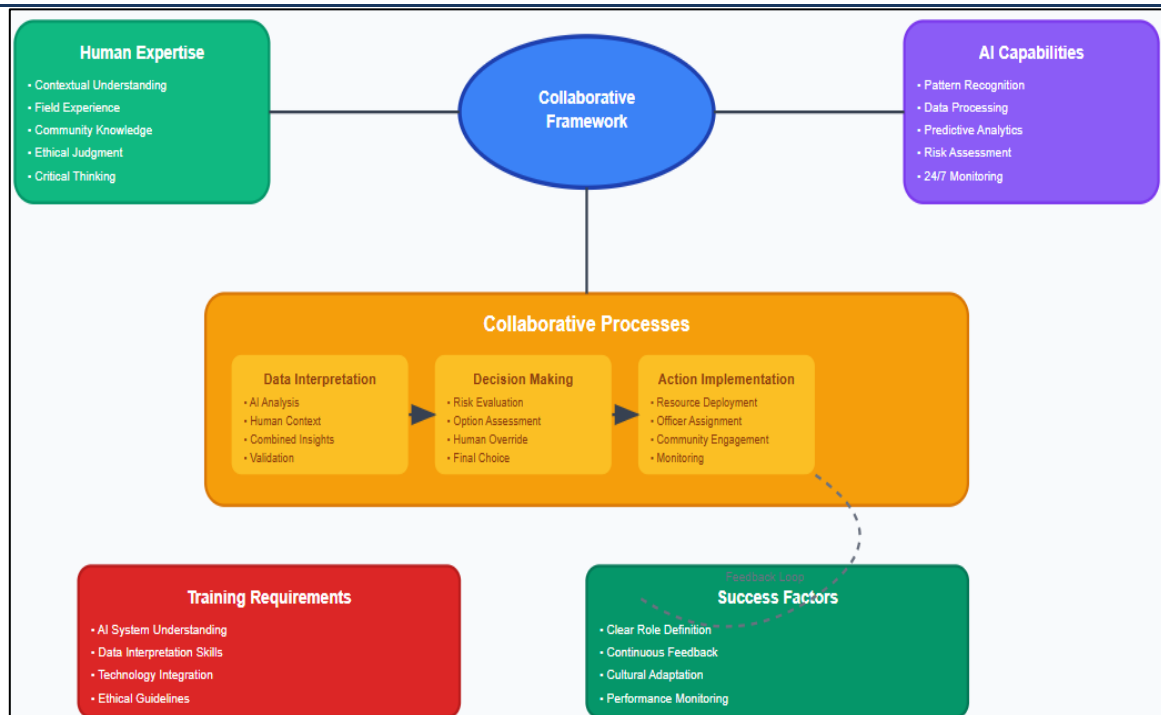 Human Expertise
• Contextual Understanding
• Field Experience
• Community Knowledge
• Ethical Judgment
• Critical Thinking
Collaborative
Framework
AI Capabilities
• Pattern Recognition
• Data Processing
• Predictive Analytics
• Risk Assessment
• 24/7 Monitoring
Collaborative Processes
Data Interpretation
• AI Analysis
• Human Context
• Combined Insights
• Validation
Decision Making
• Risk Evaluation
• Option Assessment
• Human Override
• Final Choice
Action Implementation
• Resource Deployment
• Officer Assignment
• Community Engagement
• Monitoring
Training Requirements
• AI System Understanding
• Data Interpretation Skills
• Technology Integration
• Ethical Guidelines
Feedback Loop
Success Factors
• Clear Role Definition
• Continuous Feedback
• Cultural Adaptation
• Performance Monitoring